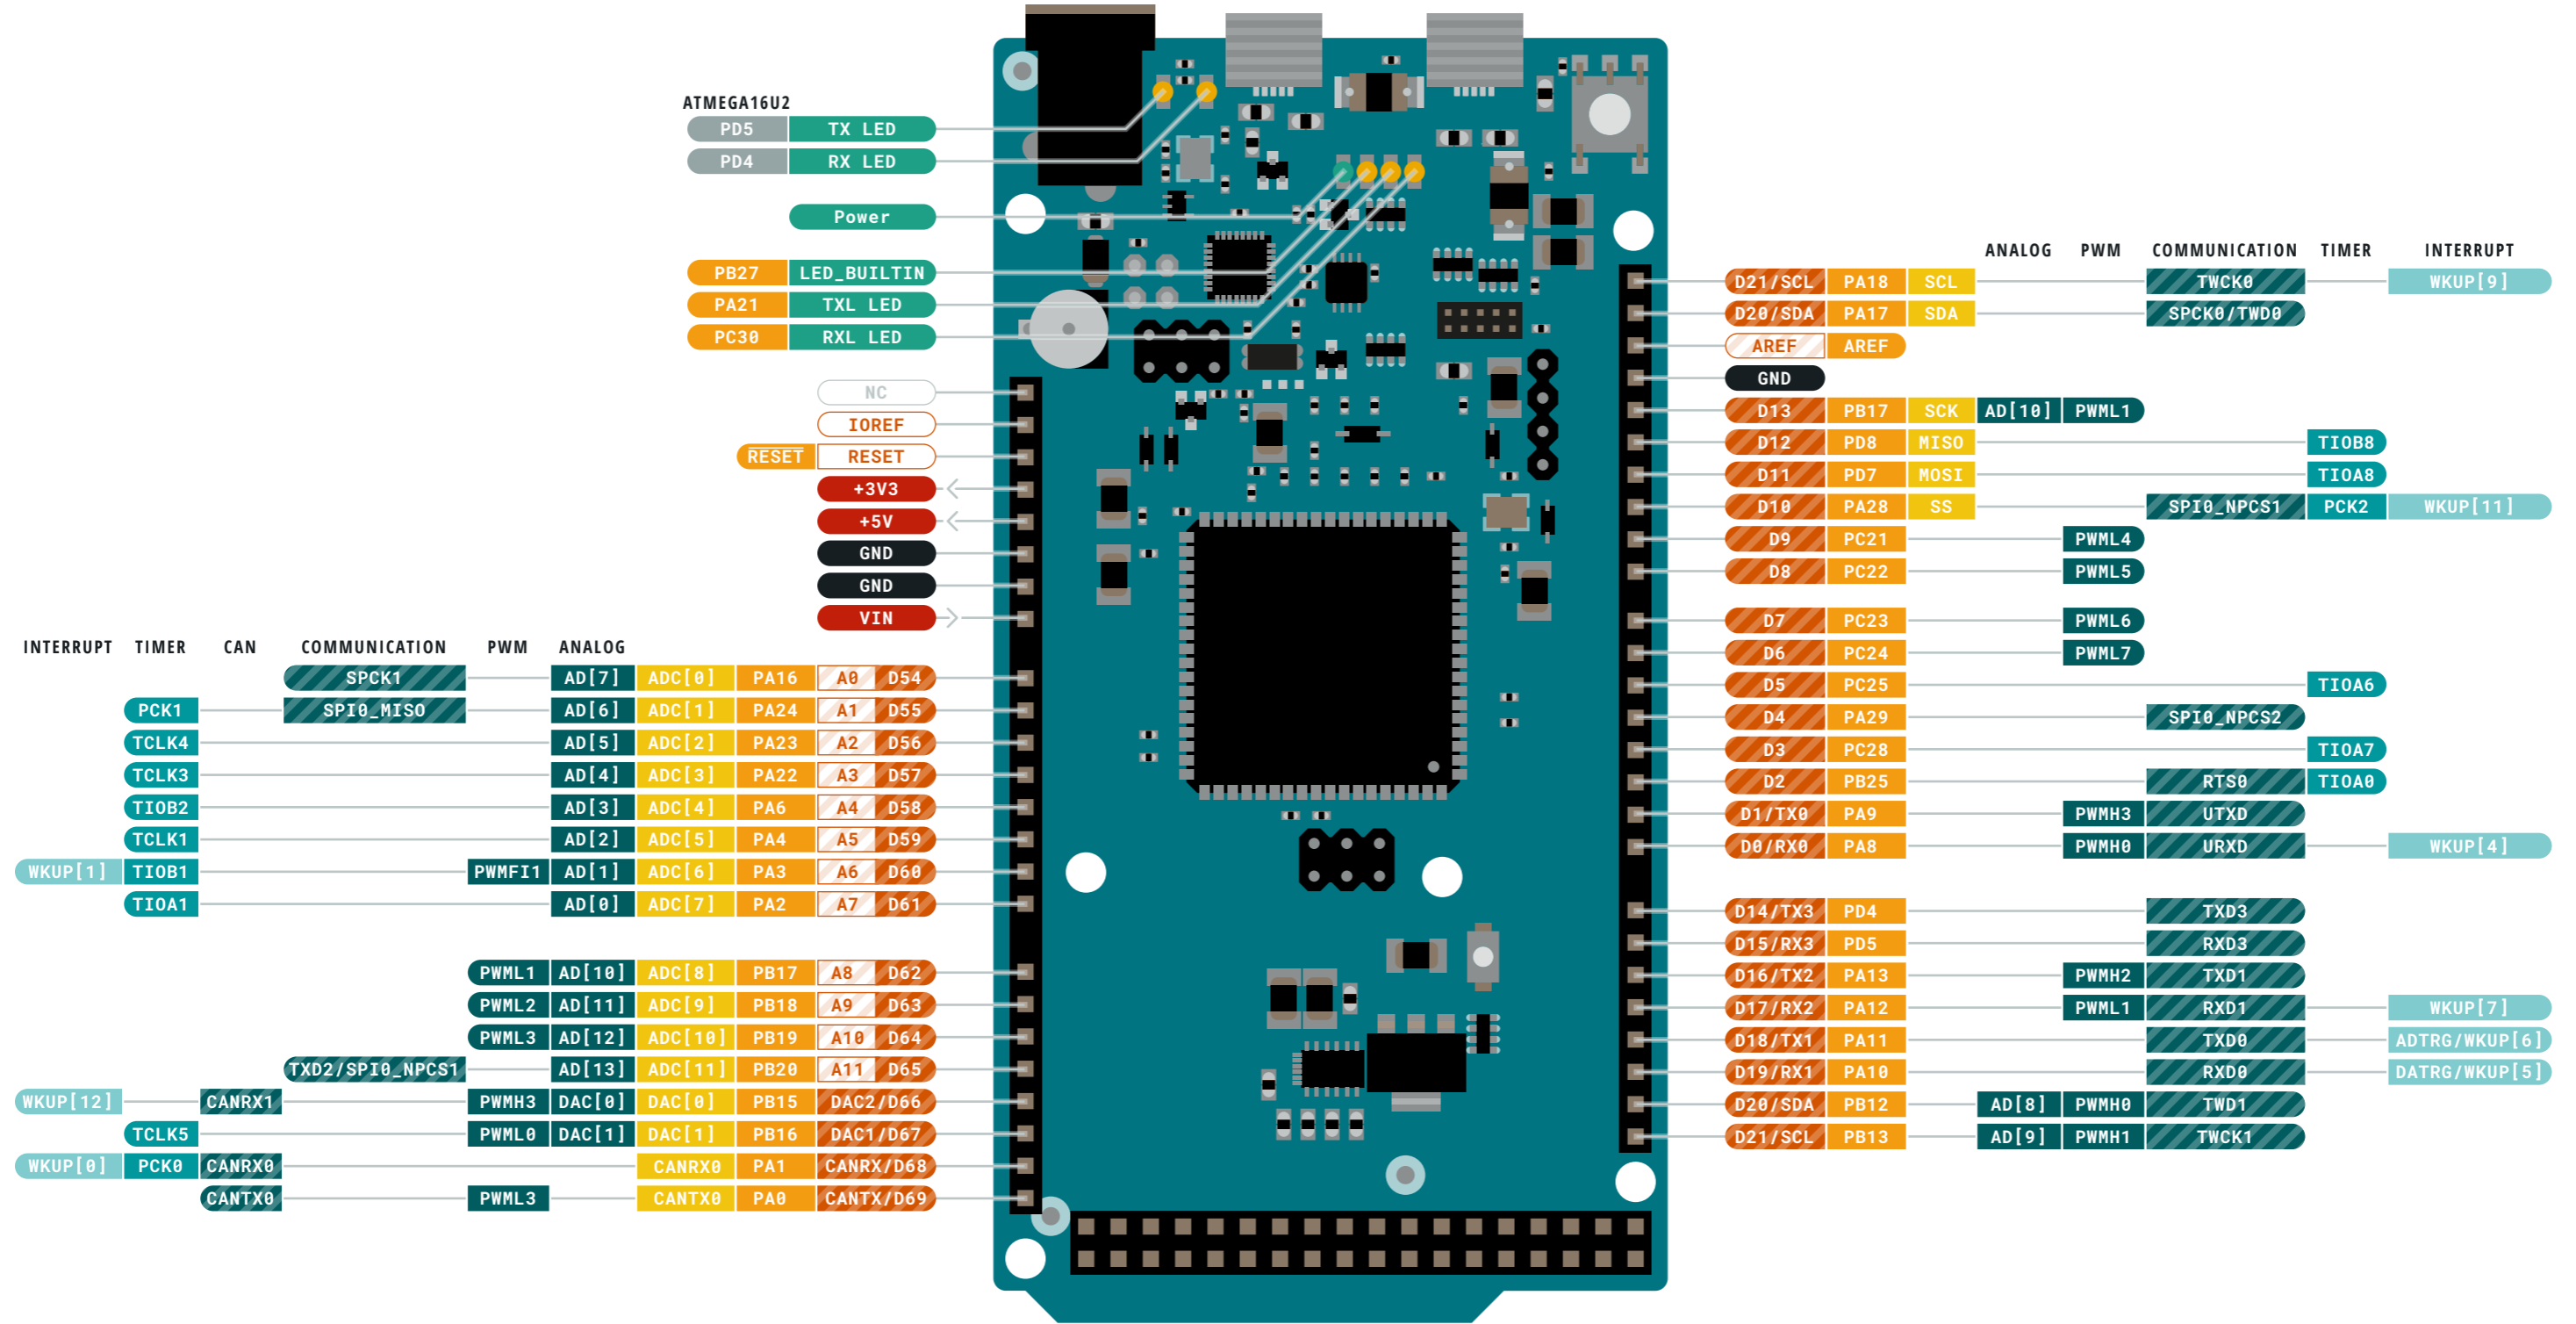 ATMEGA16U2
PD5 TX LED
PD4 RX LED
Power
PB27 LED_BUILTIN
PA21 TXL LED
PC30 RXL LED
NC
IOREF
RESET RESET
+3V3
+5V
GND
GND
VIN
INTERRUPT TIMER CAN COMMUNICATION PWM ANALOG
SPCK1 AD[7] ADC[0] PA16 A0 D54
PCK1 SPI0_MISO AD[6] ADC[1] PA24 A1 D55
TCLK4 AD[5] ADC[2] PA23 A2 D56
TCLK3 AD[4] ADC[3] PA22 A3 D57
TIOB2 AD[3] ADC[4] PA6 A4 D58
TCLK1 AD[2] ADC[5] PA4 A5 D59
WKUP[1] TIOB1 PWMFI1 AD[1] ADC[6] PA3 A6 D60
TIOA1 AD[0] ADC[7] PA2 A7 D61
PWML1 AD[10] ADC[8] PB17 A8 D62
PWML2 AD[11] ADC[9] PB18 A9 D63
PWML3 AD[12] ADC[10] PB19 A10 D64
TXD2/SPI0_NPCS1 AD[13] ADC[11] PB20 A11 D65
WKUP[12] CANRX1 PWMH3 DAC[0] DAC[0] PB15 DAC2/D66
TCLK5 PWML0 DAC[1] DAC[1] PB16 DAC1/D67
WKUP[0] PCK0 CANRX0 CANRX0 PA1 CANRX/D68
CANTX0 PWML3 CANTX0 PA0 CANTX/D69
ANALOG PWM COMMUNICATION TIMER INTERRUPT
D21/SCL PA18 SCL TWCK0 WKUP[9]
D20/SDA PA17 SDA SPCK0/TWD0
AREF AREF
GND
D13 PB17 SCK AD[10] PWML1
D12 PD8 MISO TIOB8
D11 PD7 MOSI TIOA8
D10 PA28 SS SPI0_NPCS1 PCK2 WKUP[11]
D9 PC21 PWML4
D8 PC22 PWML5
D7 PC23 PWML6
D6 PC24 PWML7
D5 PC25 TIOA6
D4 PA29 SPI0_NPCS2
D3 PC28 TIOA7
D2 PB25 RTS0 TIOA0
D1/TX0 PA9 PWMH3 UTXD
D0/RX0 PA8 PWMH0 URXD WKUP[4]
D14/TX3 PD4 TXD3
D15/RX3 PD5 RXD3
D16/TX2 PA13 PWMH2 TXD1
D17/RX2 PA12 PWML1 RXD1 WKUP[7]
D18/TX1 PA11 TXD0 ADTRG/WKUP[6]
D19/RX1 PA10 RXD0 DATRG/WKUP[5]
D20/SDA PB12 AD[8] PWMH0 TWD1
D21/SCL PB13 AD[9] PWMH1 TWCK1